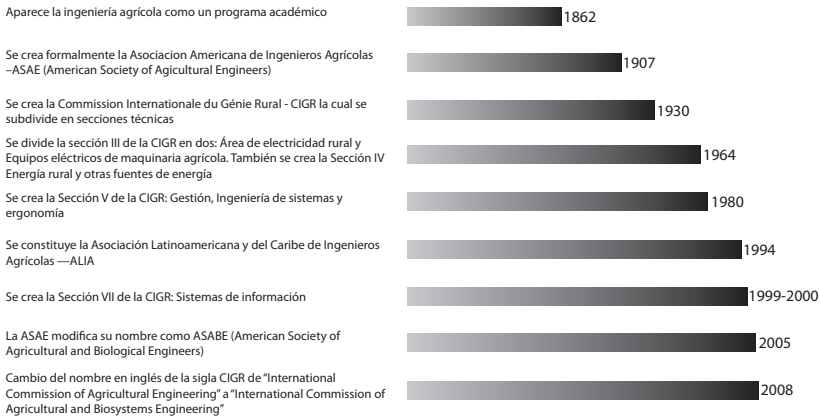 Aparece la ingeniería agrícola como un programa académico
1862
Se crea formalmente la Asociacion Americana de Ingenieros Agrícolas
–ASAE (American Society of Agicultural Engineers)
1907
Se crea la Commission Internationale du Génie Rural - CIGR la cual se
subdivide en secciones técnicas
1930
Se divide la sección III de la CIGR en dos: Área de electricidad rural y
Equipos eléctricos de maquinaria agrícola. También se crea la Sección IV
Energía rural y otras fuentes de energía
1964
Se crea la Sección V de la CIGR: Gestión, Ingeniería de sistemas y
ergonomía
1980
Se constituye la Asociación Latinoamericana y del Caribe de Ingenieros
Agrícolas —ALIA
1994
Se crea la Sección VII de la CIGR: Sistemas de información
1999-2000
La ASAE modifica su nombre como ASABE (American Society of
Agricultural and Biological Engineers)
2005
Cambio del nombre en inglés de la sigla CIGR de “International
Commission of Agricultural Engineering” a “International Commission of
Agricultural and Biosystems Engineering”
2008